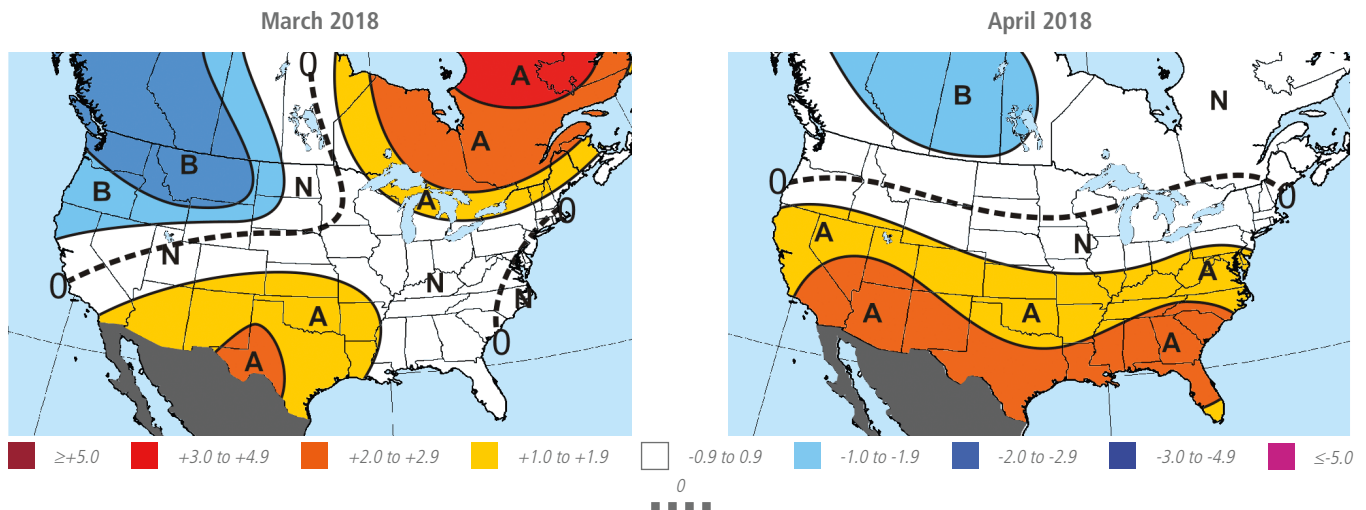 March 2018
April 2018
0
A
A
B
B
N
A
0
N
N
N
0
A
0
A
B
N
0
0
N
A
A
A
A
A
≥+5.0
+3.0 to +4.9
+2.0 to +2.9
+1.0 to +1.9
-0.9 to 0.9
-1.0 to -1.9
-2.0 to -2.9
-3.0 to -4.9
≤-5.0
0